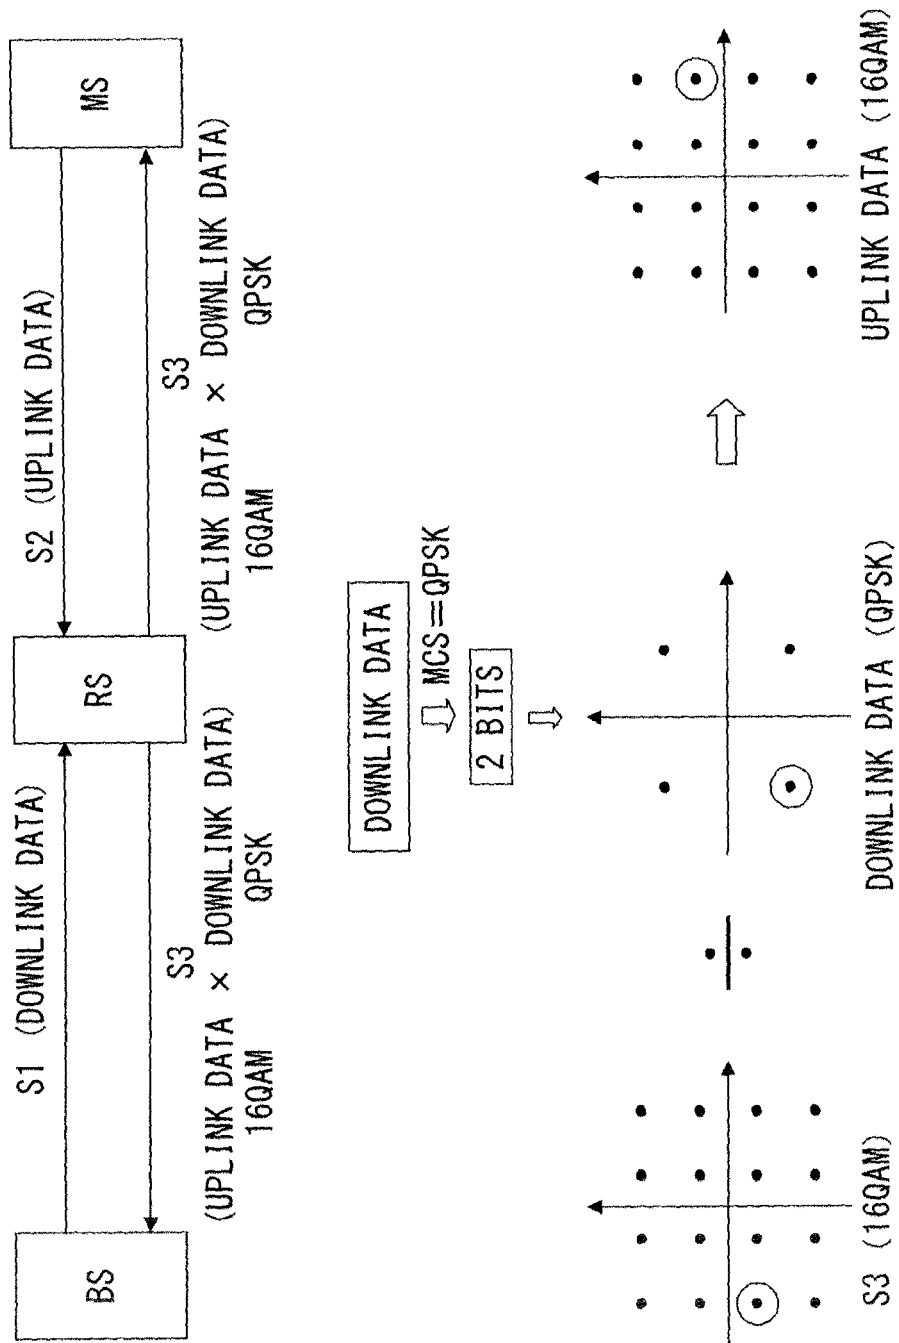 BS
RS
MS
S1 (DOWNLINK DATA)
S2 (UPLINK DATA)
S3
(UPLINK DATA × DOWNLINK DATA)
16QAM QPSK
S3
(UPLINK DATA × DOWNLINK DATA)
16QAM QPSK
DOWNLINK DATA
MCS=QPSK
2 BITS
÷
S3 (16QAM)
DOWNLINK DATA (QPSK)
UPLINK DATA (16QAM)